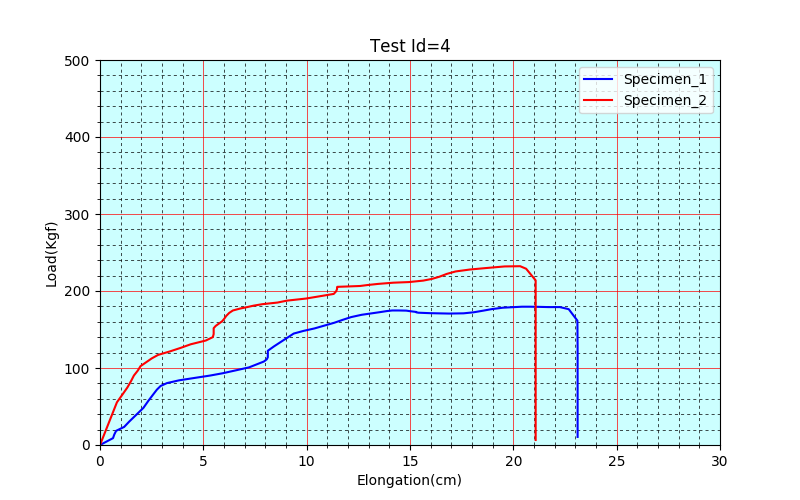 Test Id=4
Specimen_1
Specimen_2
500
400
300
200
100
0
Load(Kgf)
0 5 10 15 20 25 30
Elongation(cm)